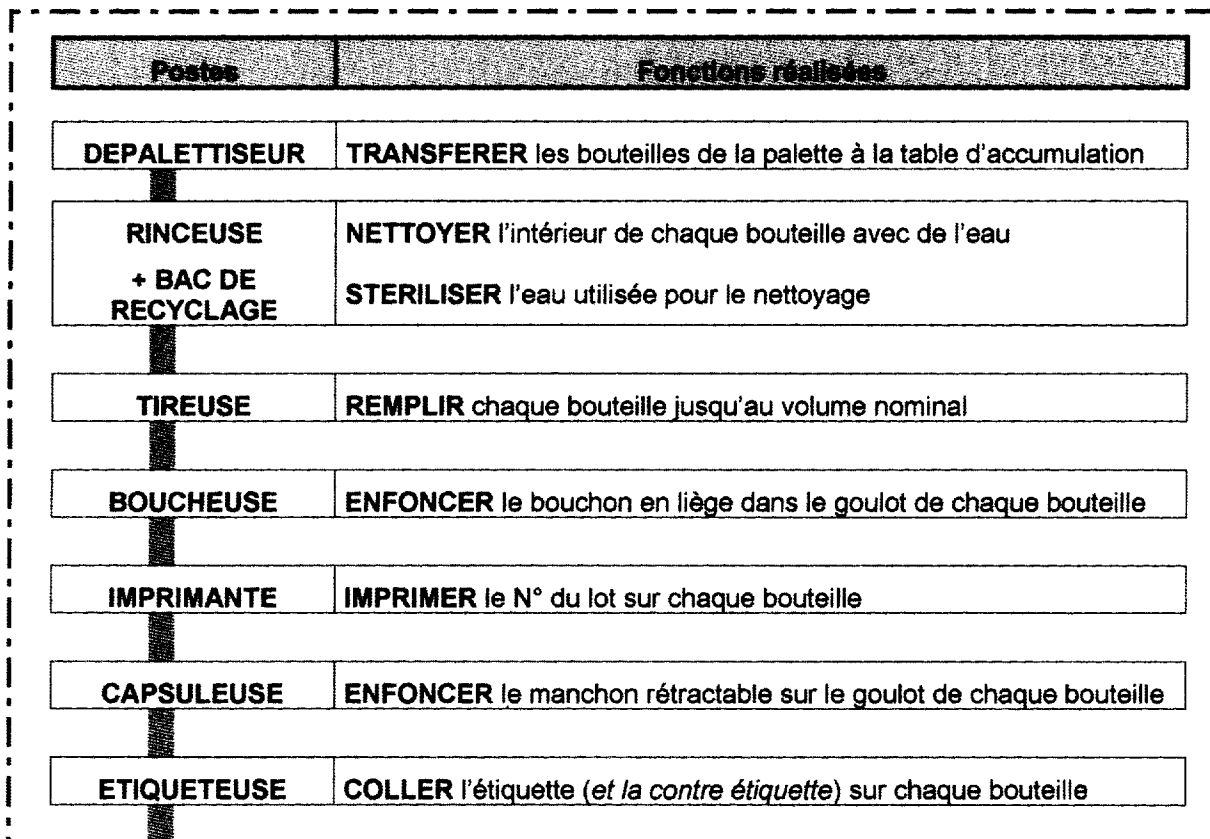 Postes Fonctions réalisées
DEPALETTISEUR TRANSFERER les bouteilles de la palette à la table d'accumulation
RINCEUSE NETTOYER l'intérieur de chaque bouteille avec de l'eau
+ BAC DE
RECYCLAGE STERILISER l'eau utilisée pour le nettoyage
TIREUSE REMPLIR chaque bouteille jusqu'au volume nominal
BOUCHEUSE ENFONCER le bouchon en liège dans le goulot de chaque bouteille
IMPRIMANTE IMPRIMER le N° du lot sur chaque bouteille
CAPSULEUSE ENFONCER le manchon rétractable sur le goulot de chaque bouteille
ETIQUETEUSE COLLER l'étiquette (et la contre étiquette) sur chaque bouteille